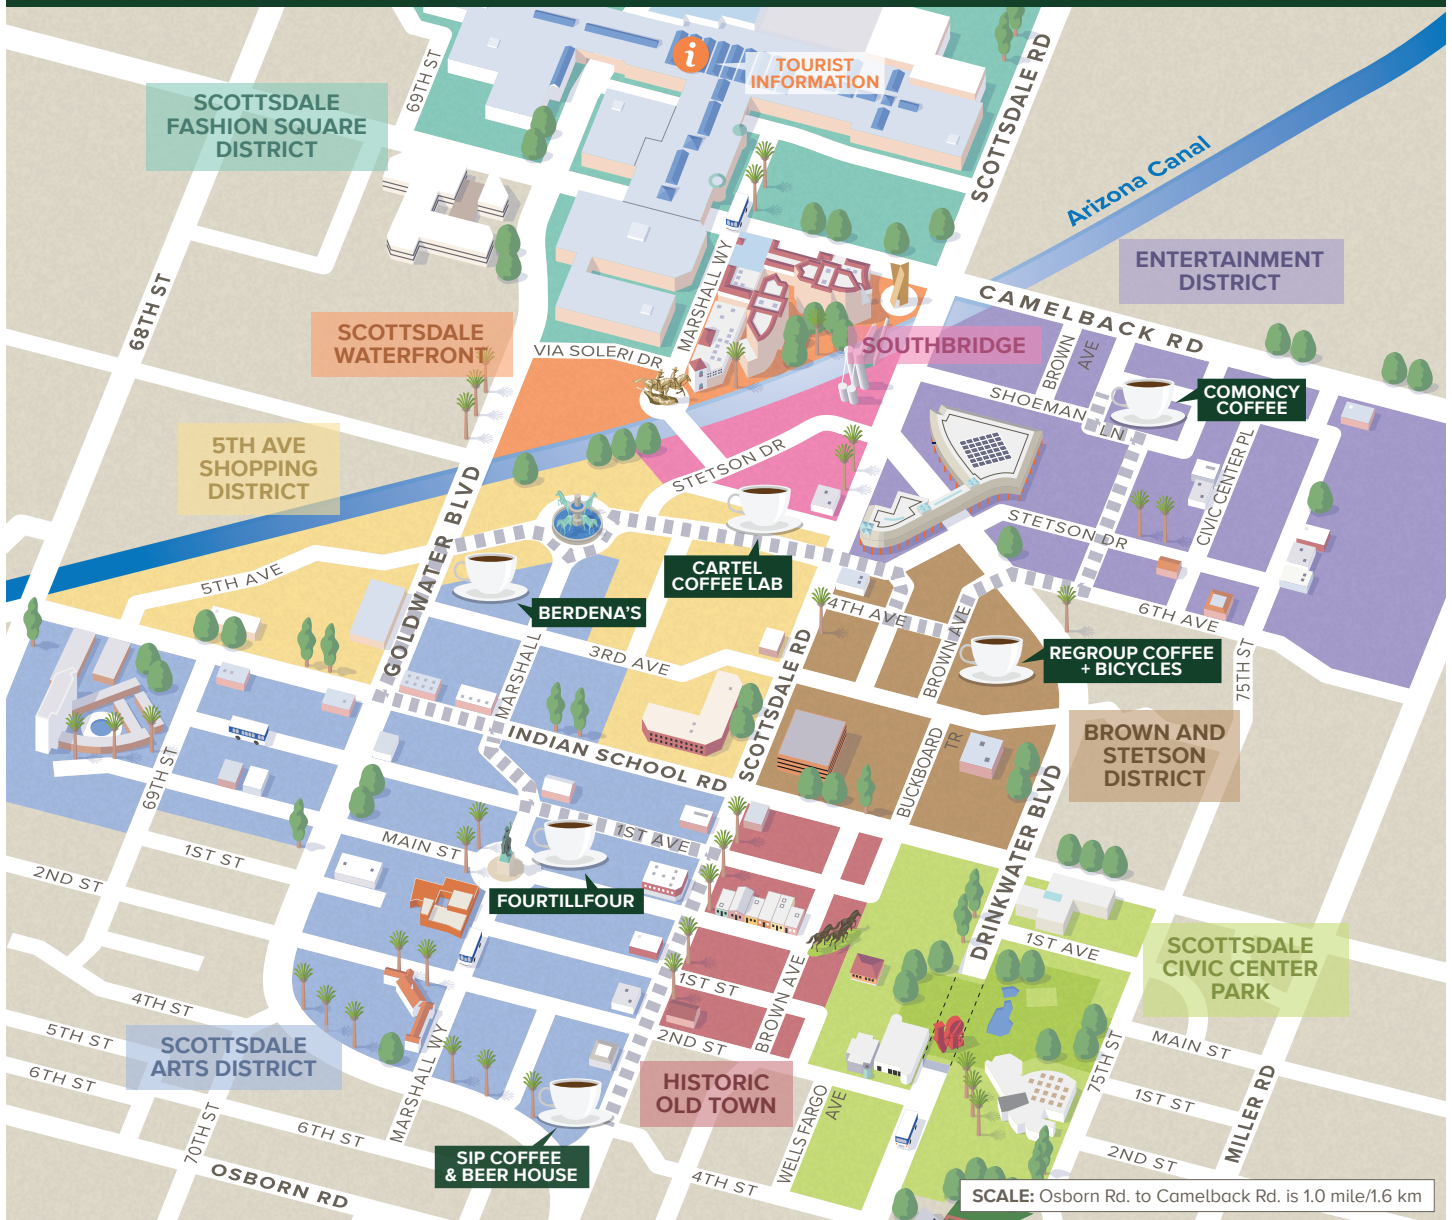 i
TOURIST
INFORMATION
69TH ST
SCOTTSDALE RD
SCOTTSDALE
FASHION SQUARE
DISTRICT
Arizona Canal
ENTERTAINMENT
DISTRICT
68TH ST
MARSHALL WY
CAMELBACK RD
SCOTTSDALE
WATERFRONT
VIA SOLERI DR
SOUTHBRIDGE
BROWN
AVE
SHOEMAN LN
COMONCY
COFFEE
5TH AVE
SHOPPING
DISTRICT
STETSON DR
CIVIC CENTER PL
GOLDWATER BLVD
STETSON DR
CARTEL
COFFEE LAB
5TH AVE
BERDENA'S
4TH AVE
6TH AVE
3RD AVE
MARSHALL
SCOTTSDALE RD
BROWN AVE
REGROUP COFFEE
+ BICYCLES
75TH ST
INDIAN SCHOOL RD
BUCKBOARD
TR
BROWN AND
STETSON
DISTRICT
69TH ST
DRINKWATER BLVD
MAIN ST
1ST AVE
1ST ST
2ND ST
FOURTILLFOUR
1ST AVE
SCOTTSDALE
CIVIC CENTER
PARK
1ST ST
BROWN AVE
4TH ST
5TH ST
6TH ST
SCOTTSDALE
ARTS DISTRICT
MARSHALL WY
2ND ST
75TH ST
MAIN ST
HISTORIC
OLD TOWN
WELLS FARGO
AVE
1ST ST
MILLER RD
70TH ST
6TH ST
OSBORN RD
SIP COFFEE
& BEER HOUSE
4TH ST
2ND ST
SCALE: Osborn Rd. to Camelback Rd. is 1.0 mile/1.6 km